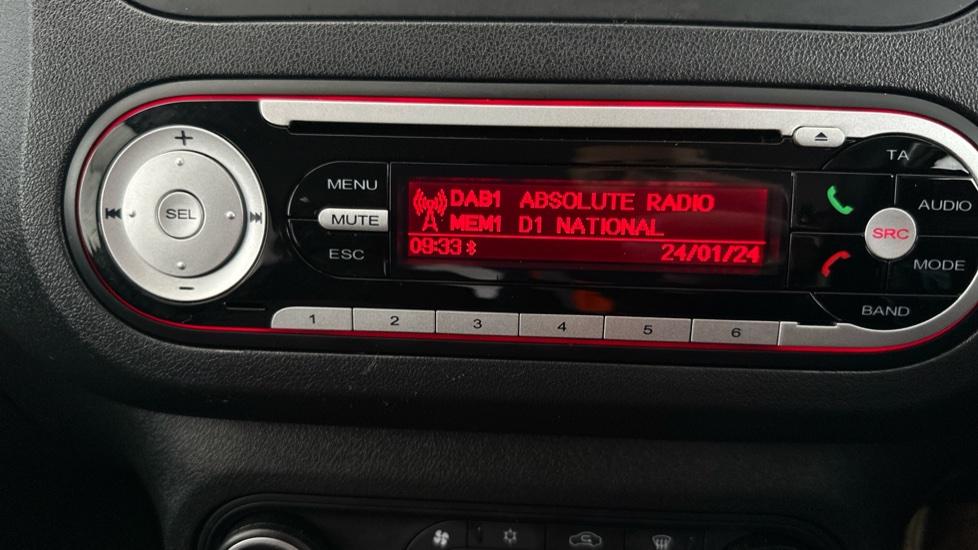 +
SEL
−
MENU
MUTE
ESC
DAB1 ABSOLUTE RADIO
MEM1 D1 NATIONAL
09:33 24/01/24
TA
AUDIO
SRC
MODE
BAND
1 2 3 4 5 6